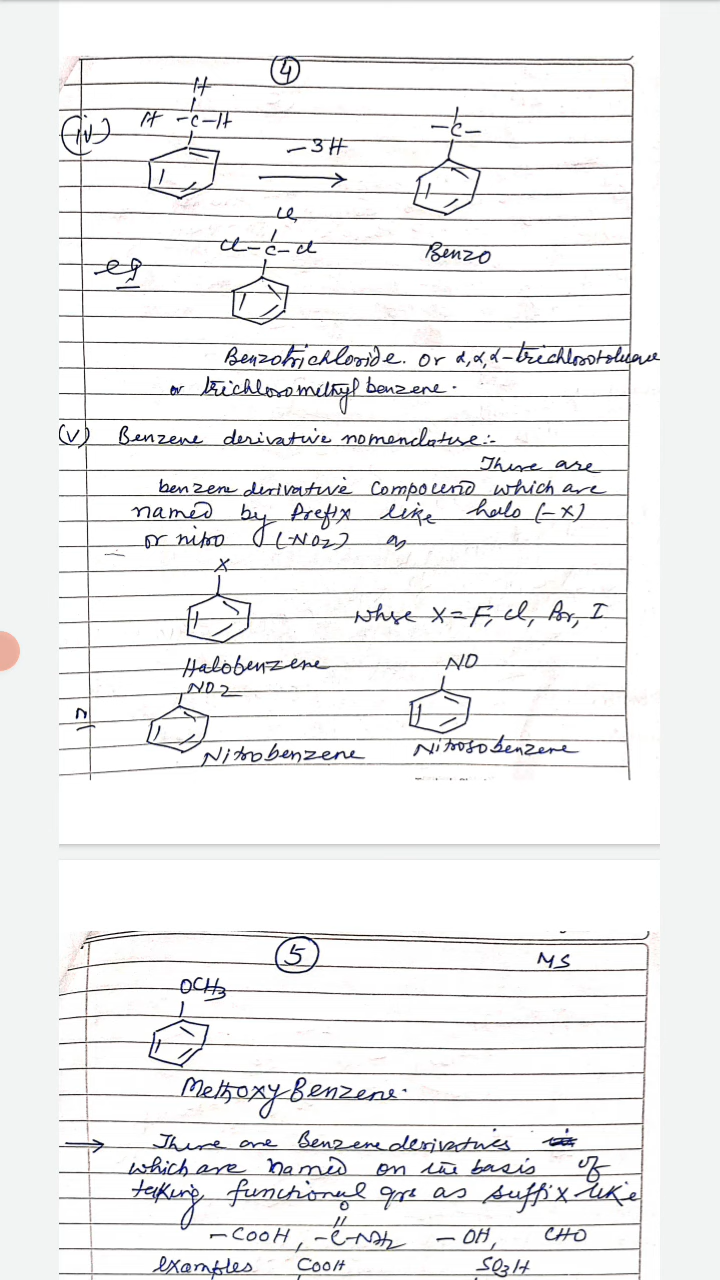 4
H
(iv) H-C-H
-3H
-C-
Cl
Cl-C-Cl
Benzo
eg
Benzotrichloride. or α,α,α-trichlorotoluene
or trichloromethyl benzene.
(V) Benzene derivative nomenclature:-
There are
benzene derivative compound which are
named by Prefix like halo (-X)
or nitro (-NO2) as
X
where X=F, Cl, Br, I
Halobenzene
NO
NO2
Nitrobenzene Nitrosobenzene
5
MS
OCH3
Methoxy Benzene.
→ There are Benzene derivatives
which are named on the basis of
taking functional grs as suffix like
O
-COOH, -C-NH2 -OH, CHO
examples COOH SO3H